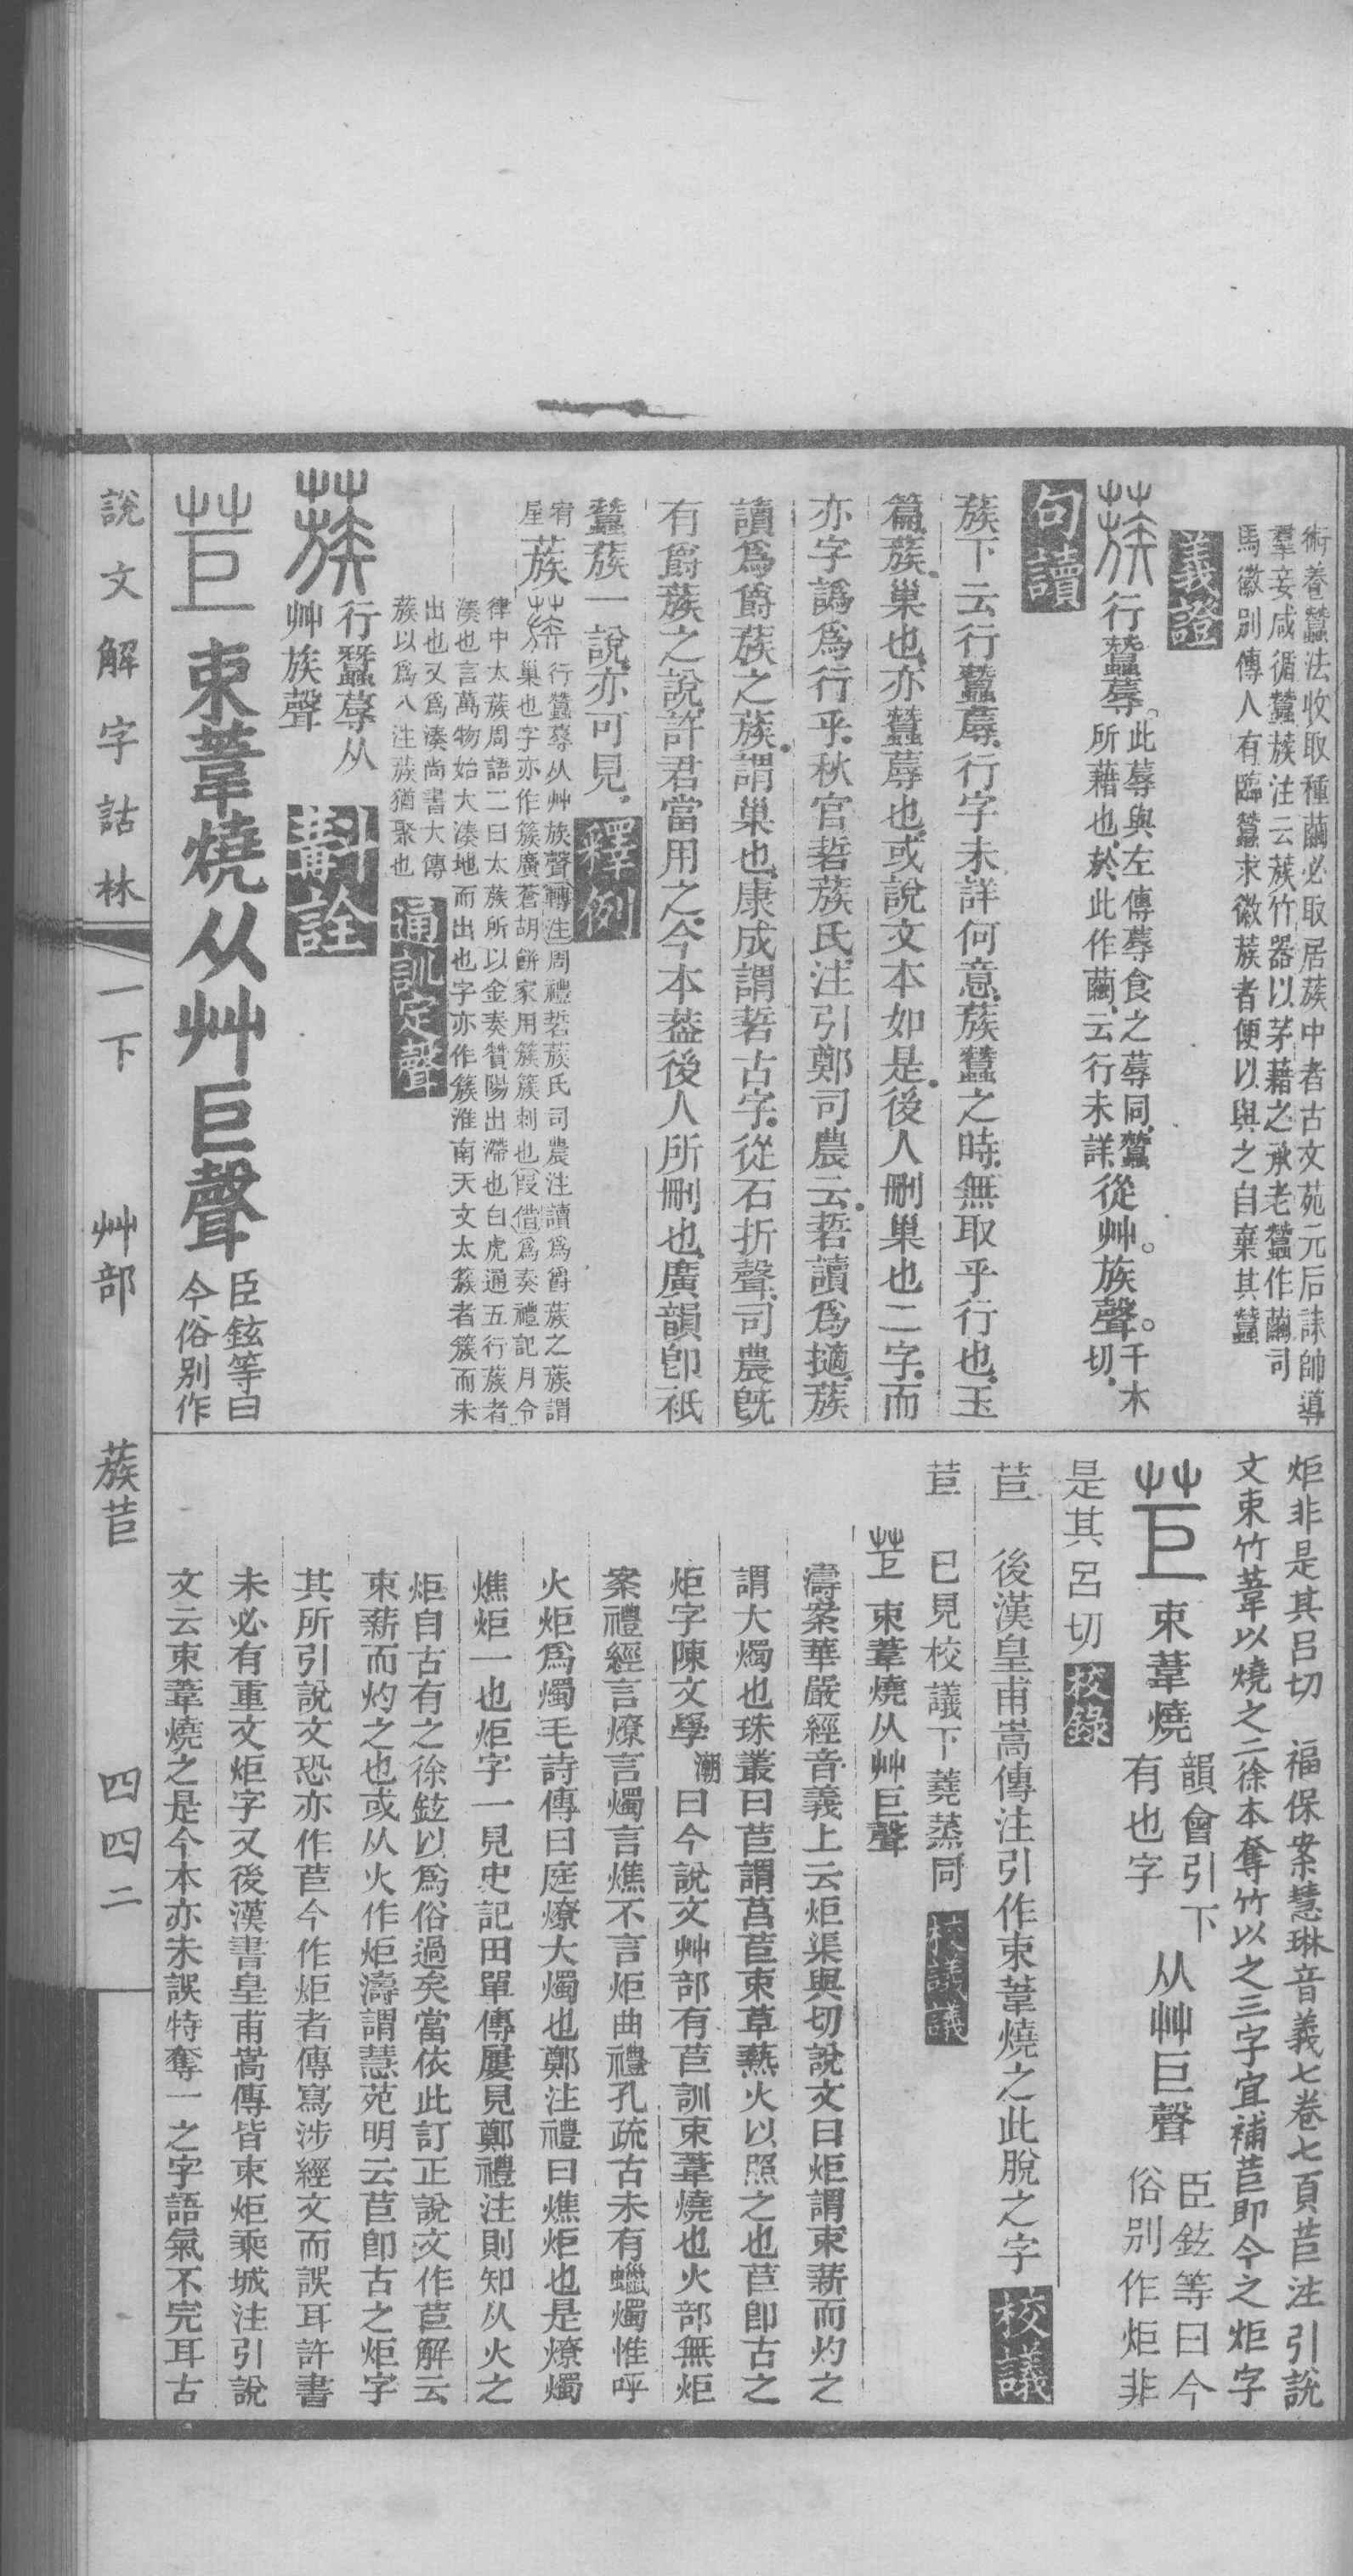 術養蠶法收取種繭必取居蔟中者古文苑元后誄帥導
羣妾咸循蠶蔟注云蔟竹器以茅藉之承老蠶作繭司
馬徽別傳人有臨蠶求徽蔟者便以與之自棄其蠶
義證
蔟 行蠶蓐。此蓐與左傳蓐食之蓐同,蠶
所藉也,於此作繭,云行未詳,從艸。族聲。千木
切。
句讀
蔟下云行蠶蓐,行字未詳何意,蔟蠶之時,無取乎行也,玉
篇,蔟,巢也,亦蠶蓐也,或說文本如是,後人刪巢也二字,而
亦字譌爲行乎,秋官硩蔟氏,注引鄭司農云,硩讀爲擿,蔟
讀爲爵蔟之蔟,謂巢也,康成謂硩古字,從石折聲,司農旣
有爵蔟之說,許君當用之,今本葢後人所刪也,廣韻,卽衹
蠶蔟一說,亦可見,
釋例
宥屋 蔟 蔟 行蠶蓐从艸族聲轉注周禮硩蔟氏司農注讀爲爵蔟之蔟謂
巢也字亦作簇廣蒼胡餅家用簇簇刺也叚借爲奏禮記月令
律中太蔟周語二曰太蔟所以金奏贊陽出滯也白虎通五行蔟者
湊也言萬物始大湊地而出也字亦作簇淮南天文太簇者簇而未
出也又爲湊尙書大傳
蔟以爲八注蔟猶聚也
通訓定聲
蔟 行蠶蓐从
艸族聲
斠詮
苣 束葦燒从艸巨聲 臣鉉等曰
今俗别作
炬非是其呂切 福保案慧琳音義七卷七頁苣注引說
文束竹葦以燒之二徐本奪竹以之三字宜補苣即今之炬字
苣 束葦燒 韻會引下
有也字 从艸巨聲 臣鉉等曰今
俗別作炬非
是其呂切
校錄
苣 後漢皇甫嵩傳注引作束葦燒之此脫之字
校議
苣 已見校議下蕘蒸同
校議議
苣 束葦燒从艸巨聲
濤案華嚴經音義上云炬渠與切說文曰炬謂束薪而灼之
謂大燭也珠叢曰苣謂莒苣束草爇火以照之也苣卽古之
炬字陳文學潮曰今說文艸部有苣訓束葦燒也火部無炬
案禮經言燎言燭言燋不言炬曲禮孔疏古未有蠟燭惟呼
火炬爲燭毛詩傳曰庭燎大燭也鄭注禮曰燋炬也是燎燭
燋炬一也炬字一見史記田單傳屢見鄭禮注則知从火之
炬自古有之徐鉉以爲俗過矣當依此訂正說文作苣解云
束薪而灼之也或从火作炬濤謂慧苑明云苣卽古之炬字
其所引說文恐亦作苣今作炬者傳寫涉經文而誤耳許書
未必有重文炬字又後漢書皇甫嵩傳皆束炬乘城注引說
文云束葦燒之是今本亦未誤特奪一之字語氣不完耳古
說文解字詁林 一下 艸部 蔟苣 四四二